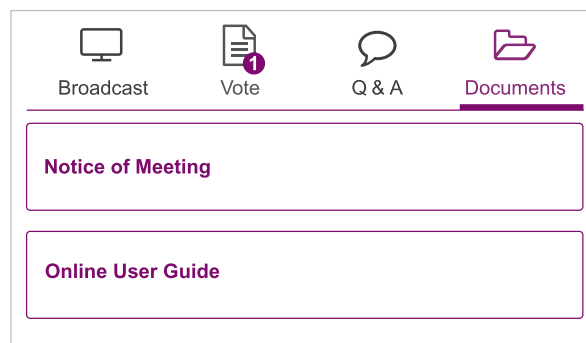 1
Broadcast Vote Q & A Documents
Notice of Meeting
Online User Guide